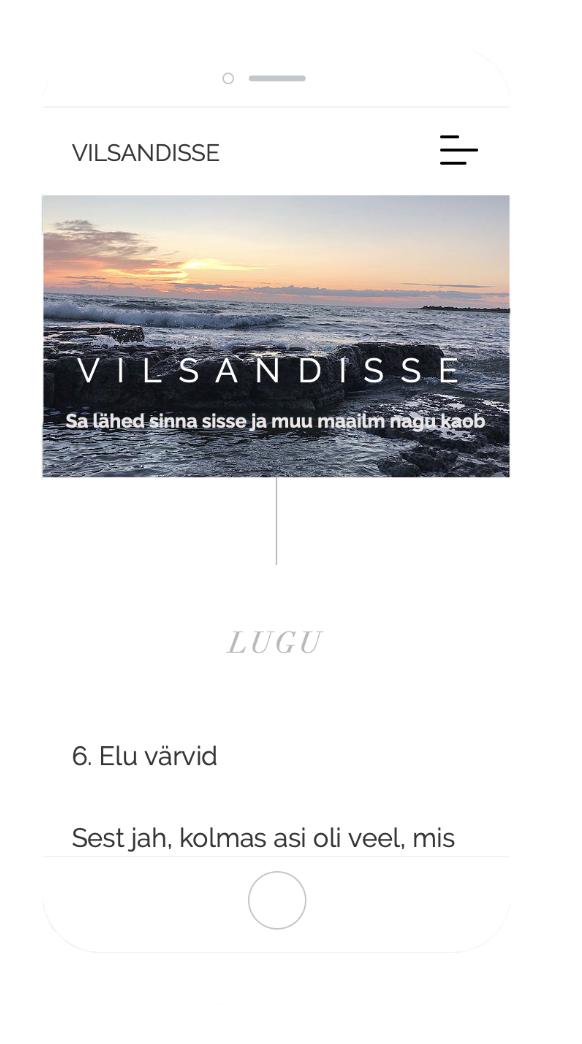 VILSANDISSE
VILSANDISSE
Sa lähed sinna sisse ja muu maailm nagu kaob
LUGU
6. Elu värvid
Sest jah, kolmas asi oli veel, mis